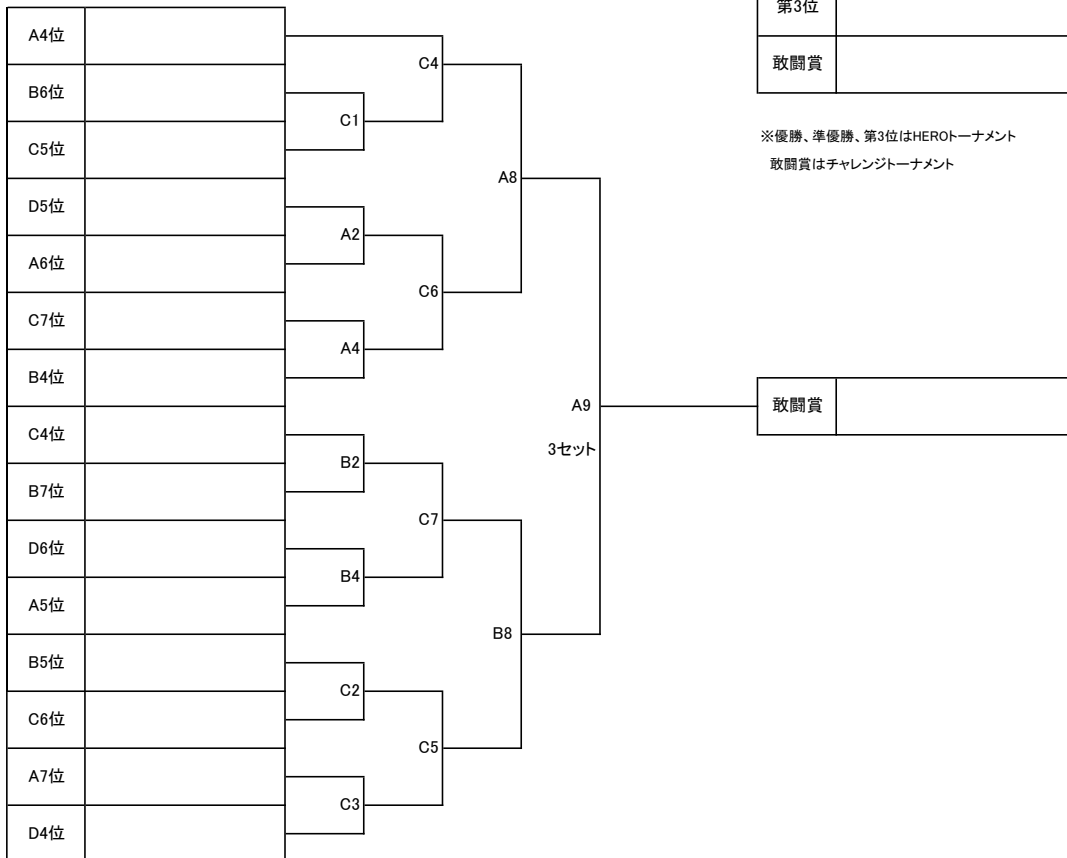 第3位
敢闘賞
※優勝、準優勝、第3位はHEROトーナメント
敢闘賞はチャレンジトーナメント
A4位
B6位
C5位
D5位
A6位
C7位
B4位
C4位
B7位
D6位
A5位
B5位
C6位
A7位
D4位
C1
A2
A4
B2
B4
C2
C3
C4
C6
C7
C5
A8
B8
A9
3セット
敢闘賞